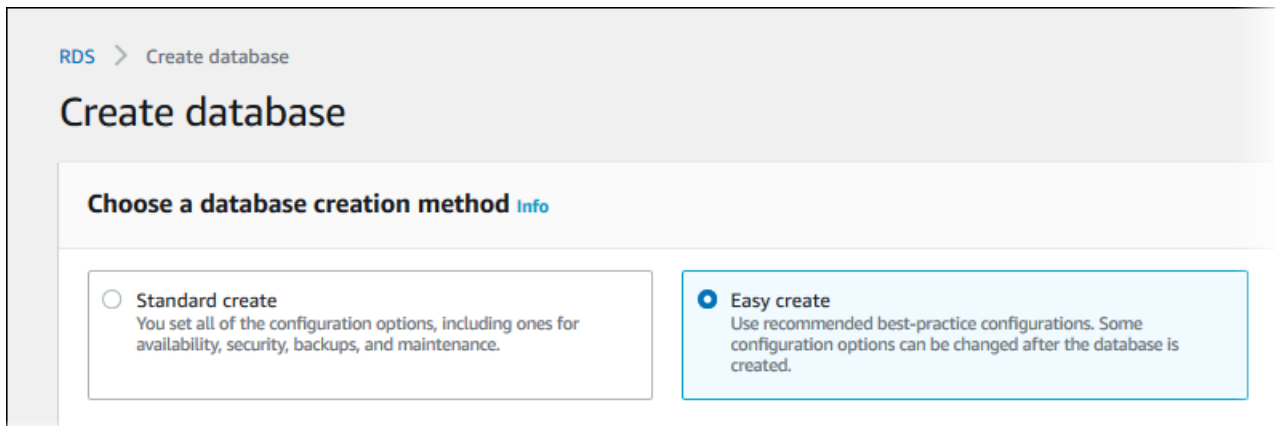 RDS > Create database
Create database
Choose a database creation method Info
Standard create
You set all of the configuration options, including ones for
availability, security, backups, and maintenance.
Easy create
Use recommended best-practice configurations. Some
configuration options can be changed after the database is
created.